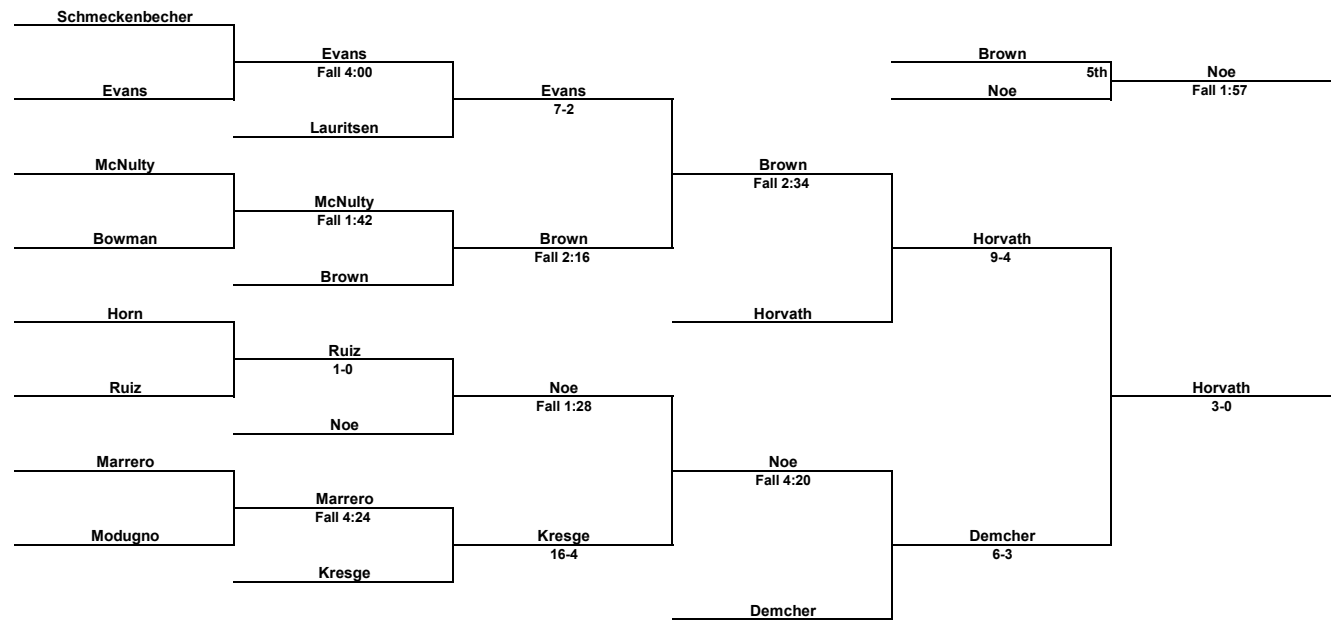 Schmeckenbecher
Evans
Fall 4:00
Brown
5th
Noe
Fall 1:57
Evans
Evans
7-2
Noe
Lauritsen
McNulty
Brown
Fall 2:34
McNulty
Fall 1:42
Bowman
Brown
Fall 2:16
Horvath
9-4
Brown
Horn
Horvath
Ruiz
1-0
Ruiz
Noe
Fall 1:28
Horvath
3-0
Noe
Marrero
Noe
Fall 4:20
Marrero
Fall 4:24
Modugno
Kresge
16-4
Demcher
6-3
Kresge
Demcher